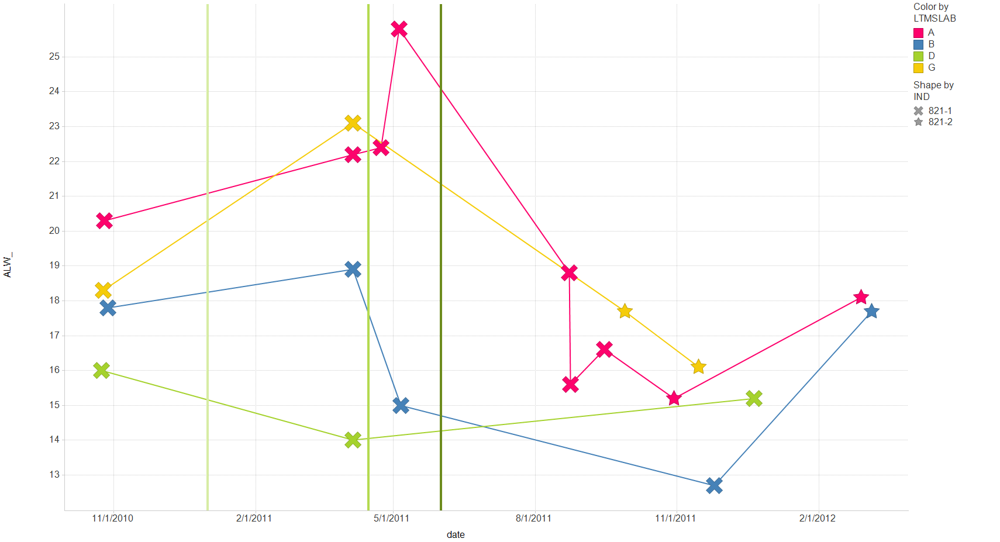 Color by
LTMSLAB
A
B
D
G
Shape by
IND
821-1
821-2
25
24
23
22
21
20
19
18
17
16
15
14
13
ALW_
11/1/2010
2/1/2011
5/1/2011
8/1/2011
11/1/2011
2/1/2012
date